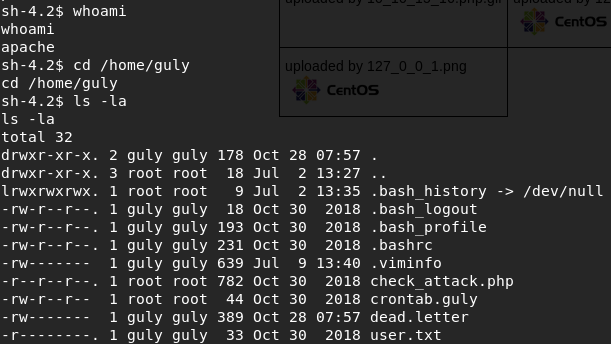 sh-4.2$ whoami
whoami
apache
sh-4.2$ cd /home/guly
cd /home/guly
sh-4.2$ ls -la
ls -la
total 32
drwxr-xr-x. 2 guly guly 178 Oct 28 07:57 .
drwxr-xr-x. 3 root root  18 Jul  2 13:27 ..
lrwxrwxrwx. 1 root root   9 Jul  2 13:35 .bash_history -> /dev/null
-rw-r--r--. 1 guly guly  18 Oct 30  2018 .bash_logout
-rw-r--r--. 1 guly guly 193 Oct 30  2018 .bash_profile
-rw-r--r--. 1 guly guly 231 Oct 30  2018 .bashrc
-rw-------  1 guly guly 639 Jul  9 13:40 .viminfo
-r--r--r--. 1 root root 782 Oct 30  2018 check_attack.php
-rw-r--r--  1 root root  44 Oct 30  2018 crontab.guly
-rw-------  1 guly guly 389 Oct 28 07:57 dead.letter
-r--------. 1 guly guly  33 Oct 30  2018 user.txt
uploaded by
CentOS
uploaded by 127_0_0_1.png
CentOS